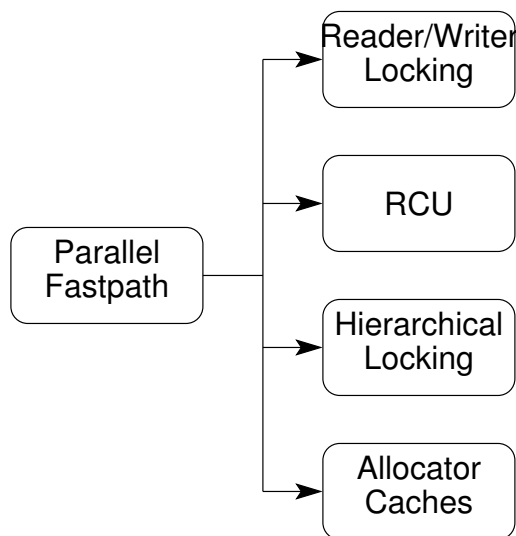 Reader/Writer
Locking
RCU
Parallel
Fastpath
Hierarchical
Locking
Allocator
Caches